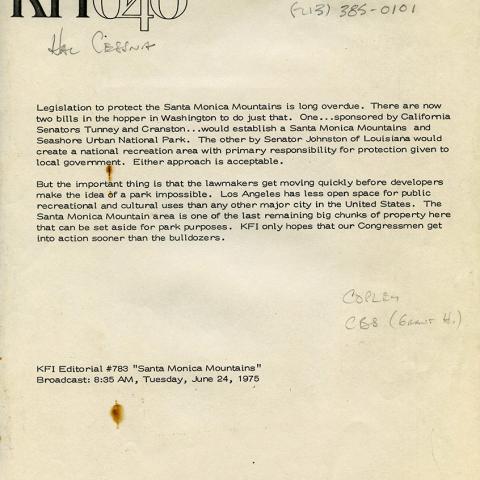 KFI 640
(213) 385-0101
Hal Cessna
Legislation to protect the Santa Monica Mountains is long overdue. There are now
two bills in the hopper in Washington to do just that. One...sponsored by California
Senators Tunney and Cranston...would establish a Santa Monica Mountains and
Seashore Urban National Park. The other by Senator Johnston of Louisiana would
create a national recreation area with primary responsibility for protection given to
local government. Either approach is acceptable.
But the important thing is that the lawmakers get moving quickly before developers
make the idea of a park impossible. Los Angeles has less open space for public
recreational and cultural uses than any other major city in the United States. The
Santa Monica Mountain area is one of the last remaining big chunks of property here
that can be set aside for park purposes. KFI only hopes that our Congressmen get
into action sooner than the bulldozers.
Copley
CBS (Grant H.)
KFI Editorial #783 "Santa Monica Mountains"
Broadcast: 8:35 AM, Tuesday, June 24, 1975